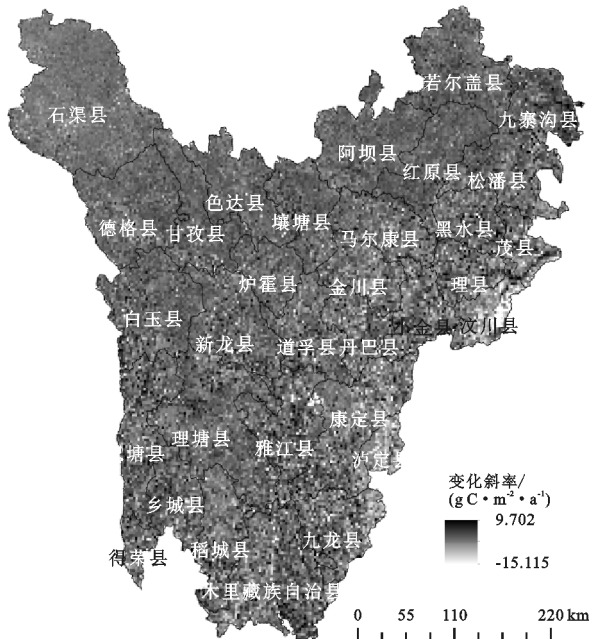 若尔盖县
石渠县
九寨沟县
阿坝县
红原县
松潘县
色达县
壤塘县
德格县
甘孜县
马尔康县
黑水县
茂县
炉霍县
金川县
理县
白玉县
小金县
汶川县
新龙县
道孚县
丹巴县
康定县
理塘县
雅江县
塘县
泸定
变化斜率/
(g C·m⁻²·a⁻¹)
9.702
-15.115
乡城县
得荣县
稻城县
九龙县
木里藏族自治县
0 55 110 220 km